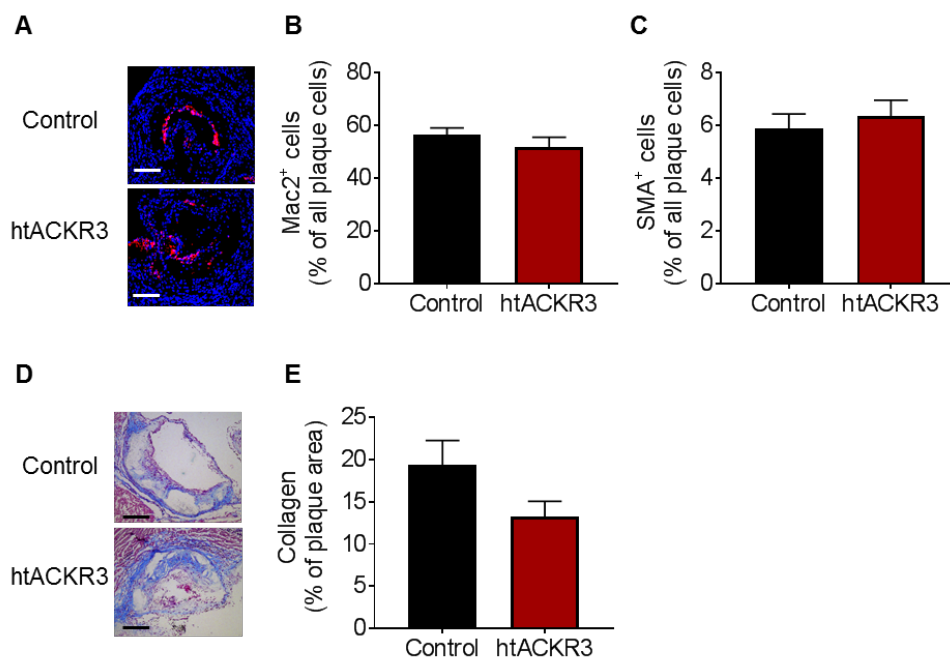 A
Control
htACKR3
B
Mac2⁺ cells
(% of all plaque cells)
80
60
40
20
0
Control htACKR3
C
SMA⁺ cells
(% of all plaque cells)
8
6
4
2
0
Control htACKR3
D
Control
htACKR3
E
Collagen
(% of plaque area)
25
20
15
10
5
0
Control htACKR3